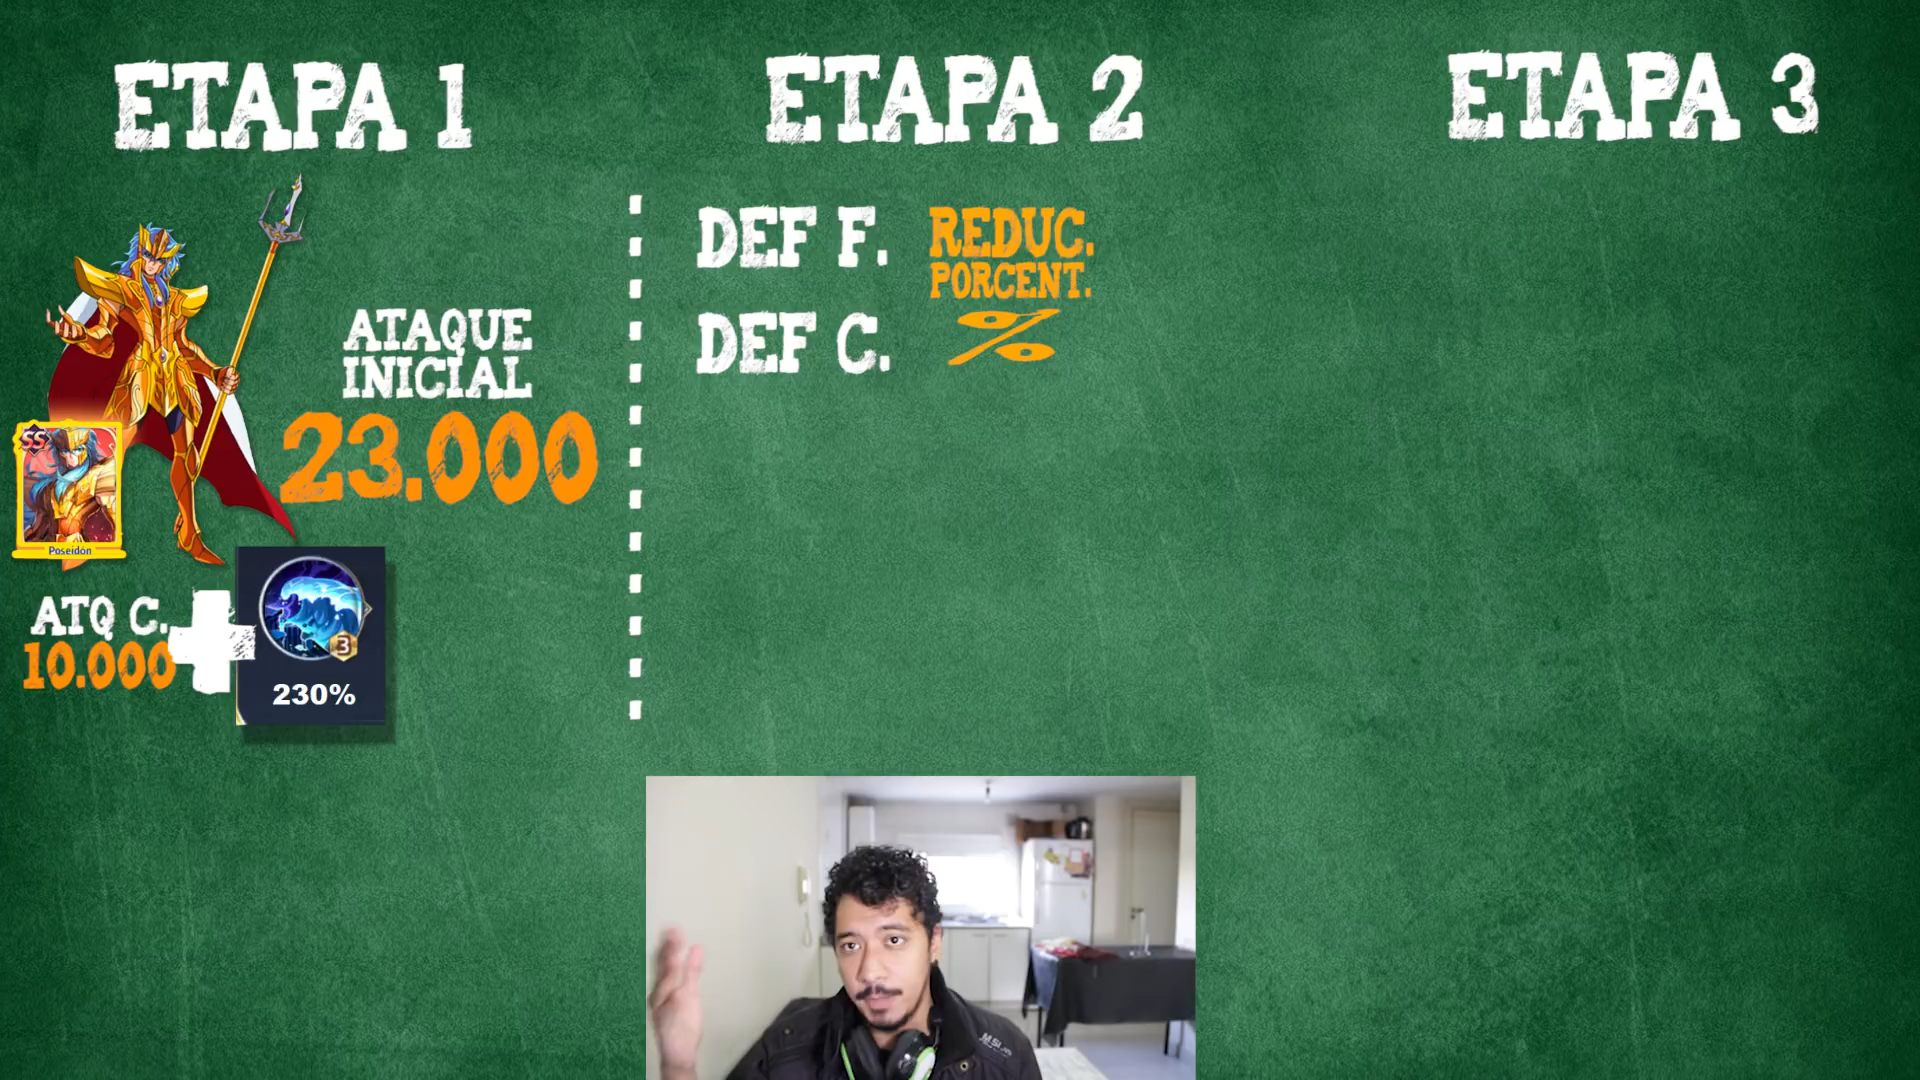 ETAPA 1
ETAPA 2
ETAPA 3
DEF F.
REDUC.
PORCENT.
DEF C.
%
ATAQUE
INICIAL
23.000
SS
Poseidón
ATQ C.
10.000
3
230%